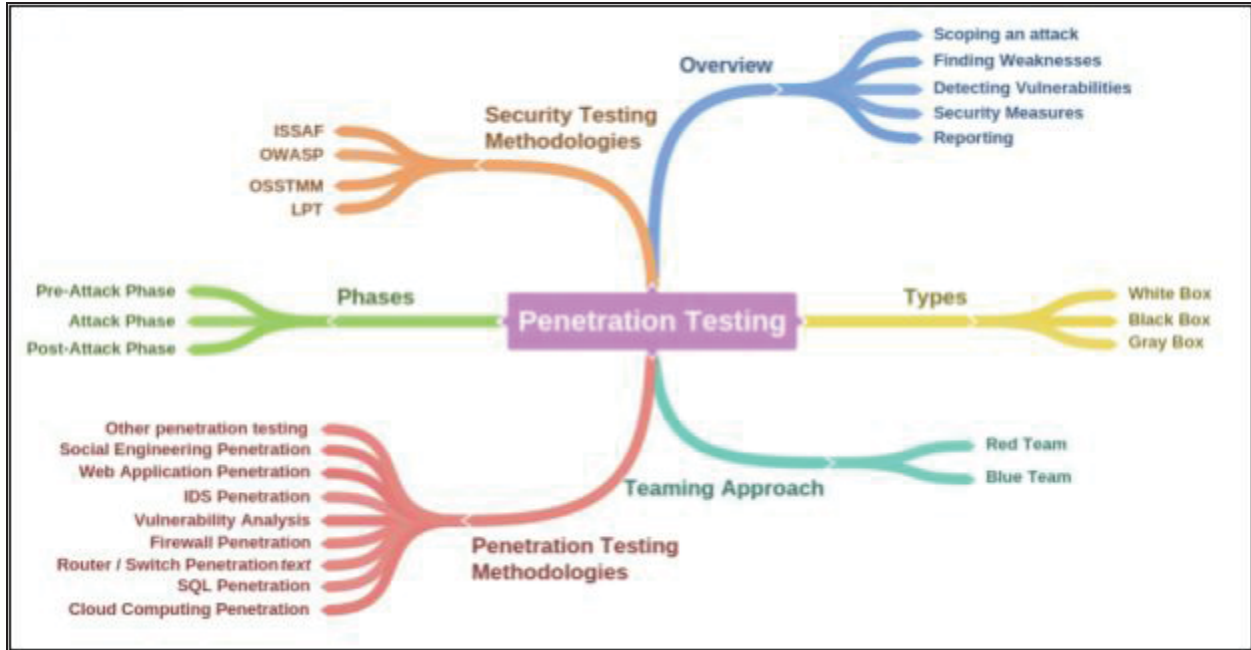 Overview
Scoping an attack
Finding Weaknesses
Detecting Vulnerabilities
Security Measures
Reporting
Security Testing
Methodologies
ISSAF
OWASP
OSSTMM
LPT
Phases
Pre-Attack Phase
Attack Phase
Post-Attack Phase
Penetration Testing
Types
White Box
Black Box
Gray Box
Teaming Approach
Red Team
Blue Team
Penetration Testing
Methodologies
Other penetration testing
Social Engineering Penetration
Web Application Penetration
IDS Penetration
Vulnerability Analysis
Firewall Penetration
Router / Switch Penetration text
SQL Penetration
Cloud Computing Penetration